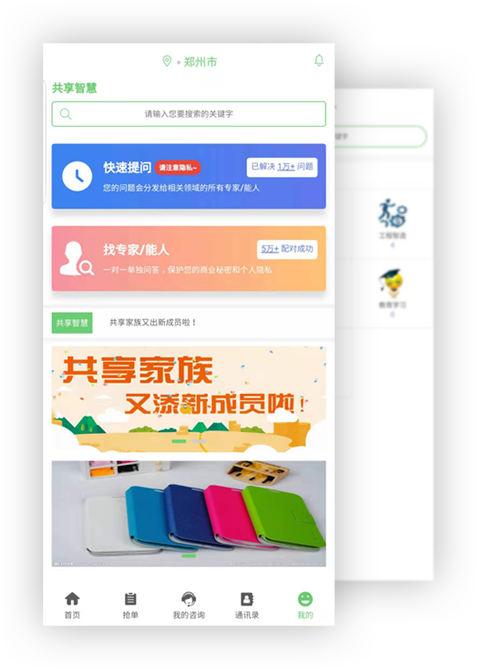 郑州市
共享智慧
请输入您要搜索的关键字
快速提问 请注意隐私~ 已解决 1万+ 问题
您的问题会分发给相关领域的所有专家/能人
找专家/能人 5万+ 配对成功
一对一单独问答，保护您的商业秘密和个人隐私
共享智慧 共享家族又出新成员啦！
共享家族
又添新成员啦！
首页 抢单 我的咨询 通讯录 我的
键字
工程智造
4
教育学习
0